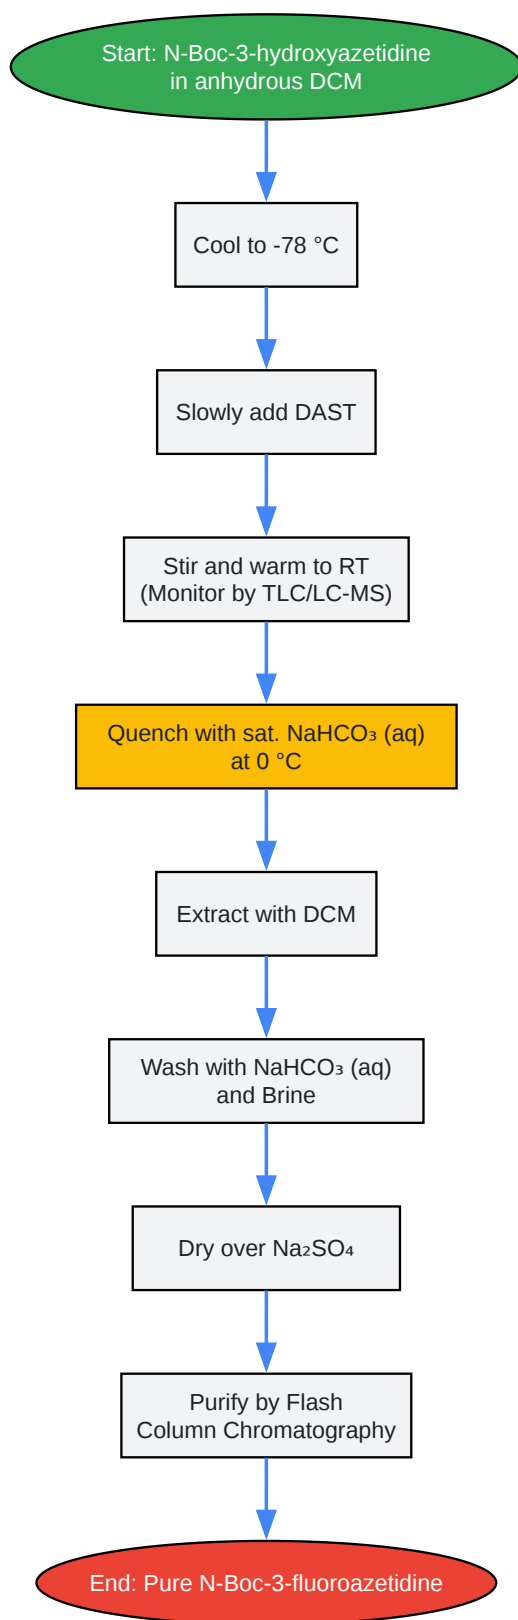 Start: N-Boc-3-hydroxyazetidine
in anhydrous DCM
Cool to -78 °C
Slowly add DAST
Stir and warm to RT
(Monitor by TLC/LC-MS)
Quench with sat. NaHCO₃ (aq)
at 0 °C
Extract with DCM
Wash with NaHCO₃ (aq)
and Brine
Dry over Na₂SO₄
Purify by Flash
Column Chromatography
End: Pure N-Boc-3-fluoroazetidine